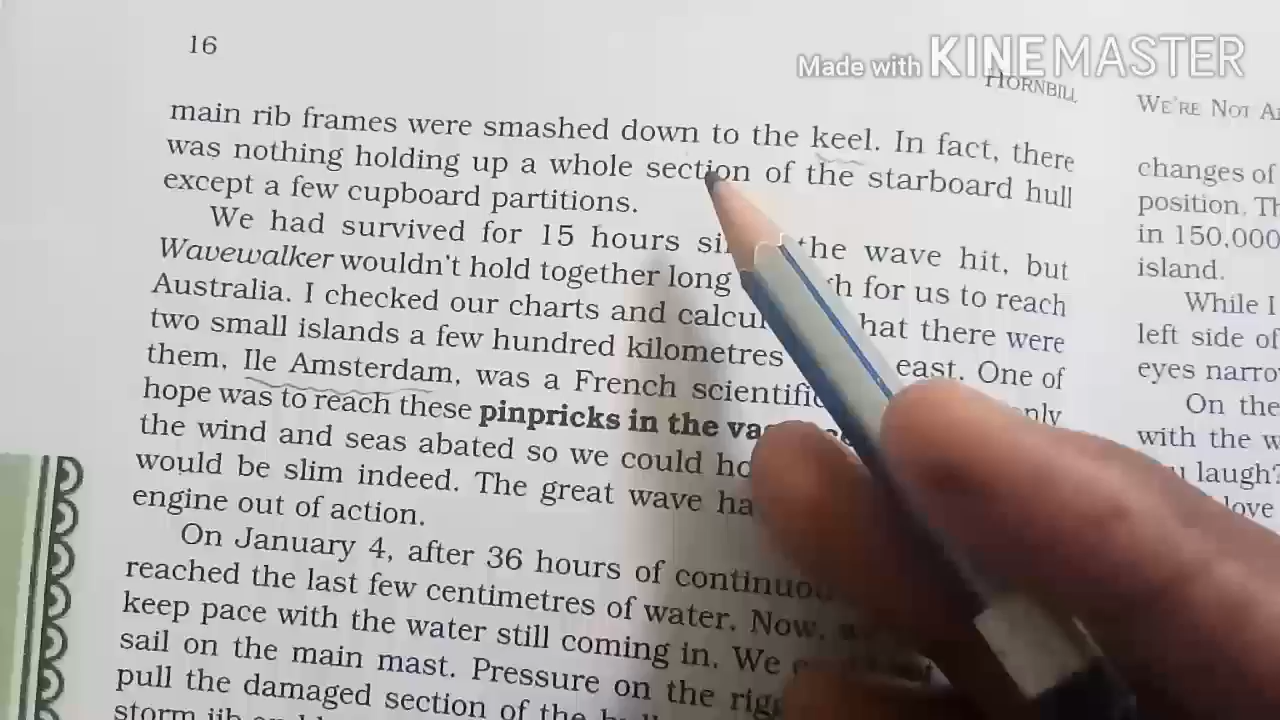 16
Made with KINEMASTER
HORNBILL
main rib frames were smashed down to the keel. In fact, there
was nothing holding up a whole section of the starboard hull
except a few cupboard partitions.
We had survived for 15 hours the wave hit, but
Wavewalker wouldn't hold together long for us to reach
Australia. I checked our charts and that there were
two small islands a few hundred kilometres east. One of
them, Ile Amsterdam, was a French
hope was to reach these pinpricks in the
the wind and seas abated so we could
would be slim indeed. The great wave
engine out of action.
On January 4, after 36 hours of
reached the last few centimetres of water. Now,
keep pace with the water still coming in. We
sail on the main mast. Pressure on the
pull the damaged section of the
storm jib
WE'RE NOT
changes of
position.
in 150,000
island.
While I
left side of
eyes
On the
with the
laugh?
love